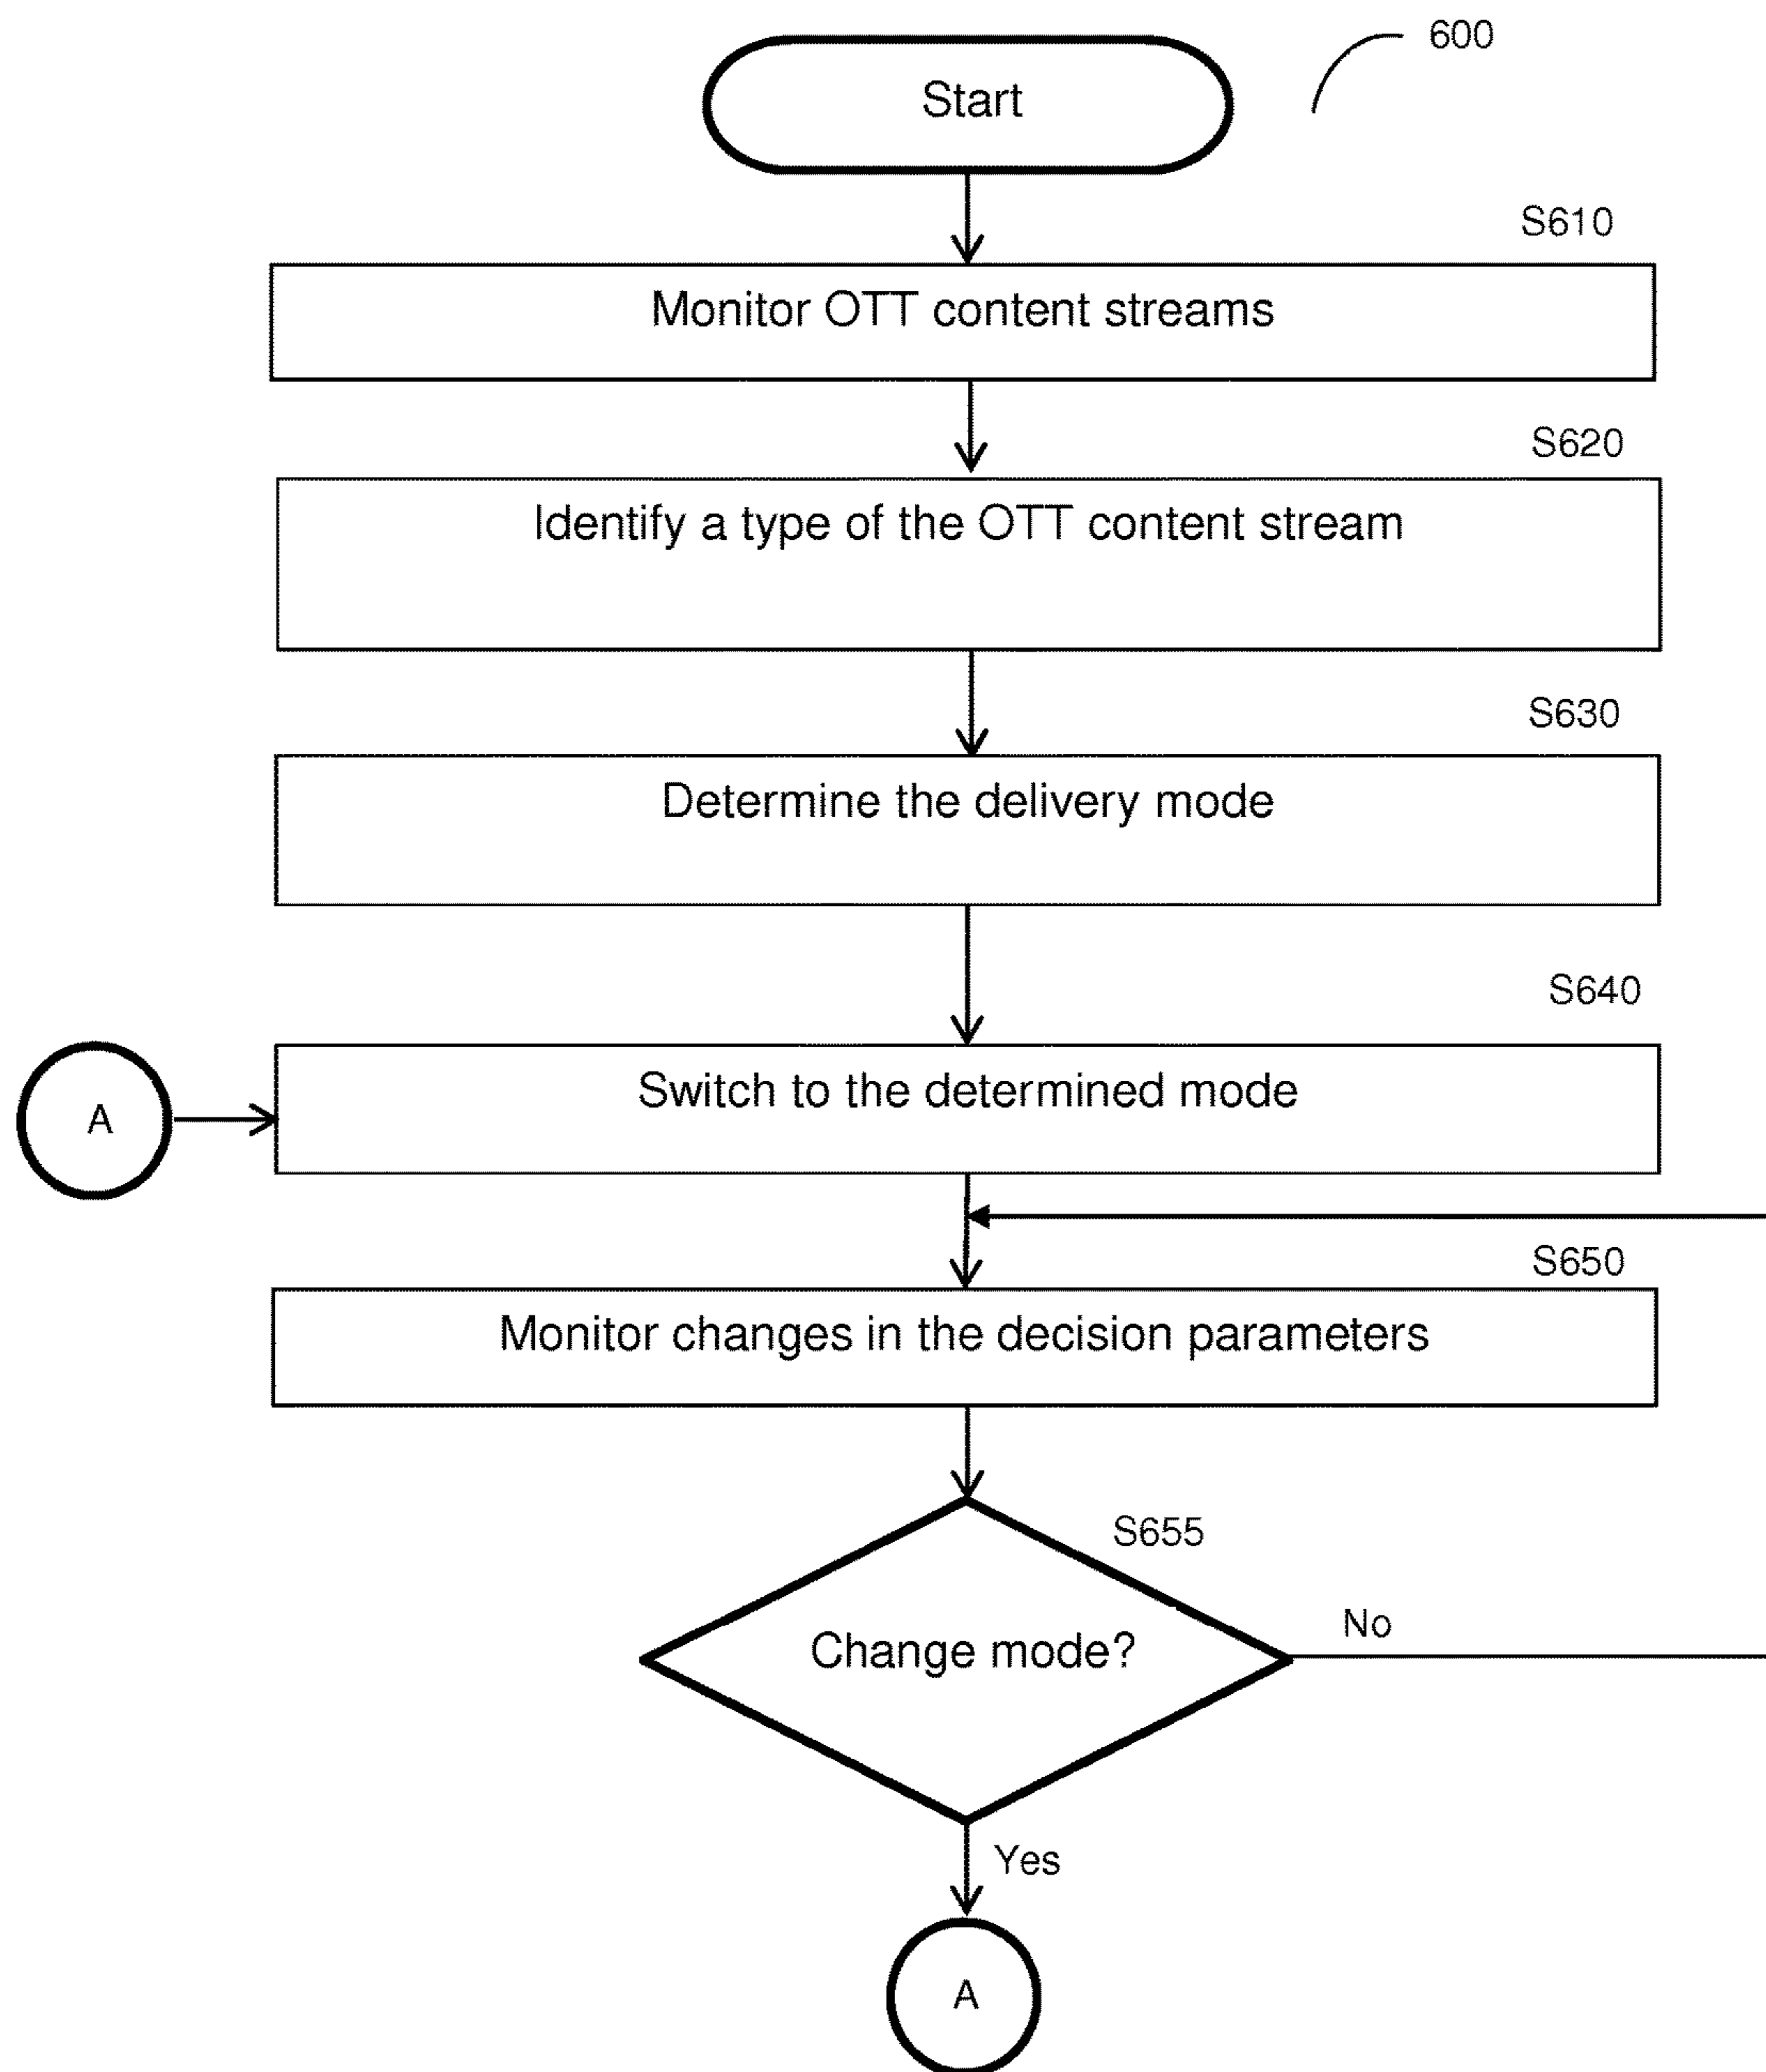 600
Start
S610
Monitor OTT content streams
S620
Identify a type of the OTT content stream
S630
Determine the delivery mode
S640
A
Switch to the determined mode
S650
Monitor changes in the decision parameters
S655
Change mode?
No
Yes
A